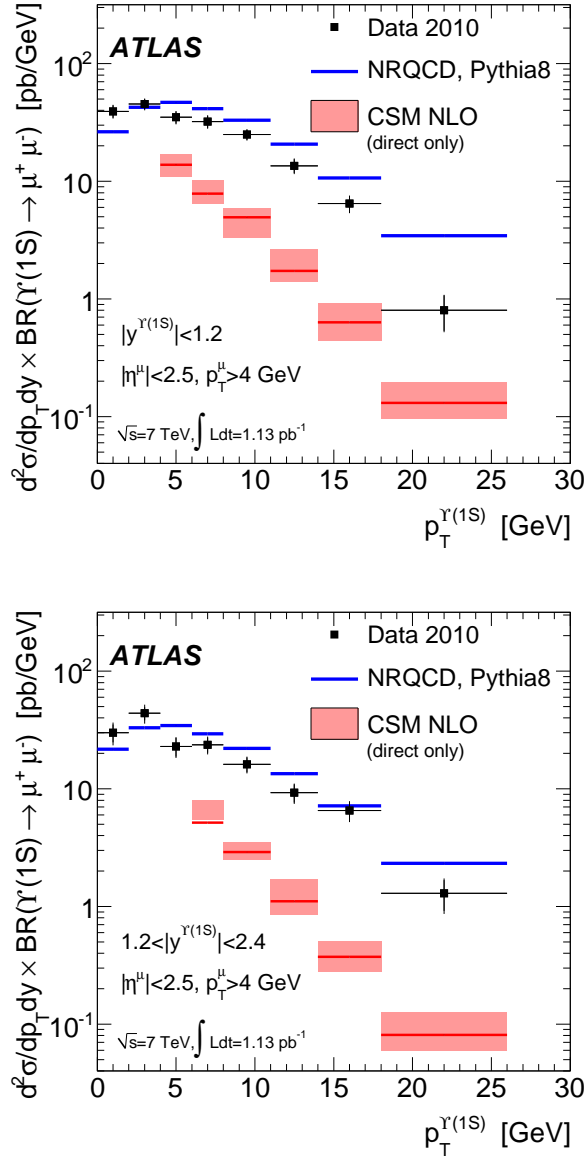 ATLAS
Data 2010
NRQCD, Pythia8
CSM NLO
(direct only)
d²σ/dp_T dy × BR(ϒ(1S) → μ⁺ μ⁻) [pb/GeV]
10²
10
1
10⁻¹
|y^ϒ(1S)|<1.2
|η^μ|<2.5, p_T^μ>4 GeV
√s=7 TeV, ∫ Ldt=1.13 pb⁻¹
0 5 10 15 20 25 30
p_T^ϒ(1S) [GeV]
ATLAS
Data 2010
NRQCD, Pythia8
CSM NLO
(direct only)
d²σ/dp_T dy × BR(ϒ(1S) → μ⁺ μ⁻) [pb/GeV]
10²
10
1
10⁻¹
1.2<|y^ϒ(1S)|<2.4
|η^μ|<2.5, p_T^μ>4 GeV
√s=7 TeV, ∫ Ldt=1.13 pb⁻¹
0 5 10 15 20 25 30
p_T^ϒ(1S) [GeV]